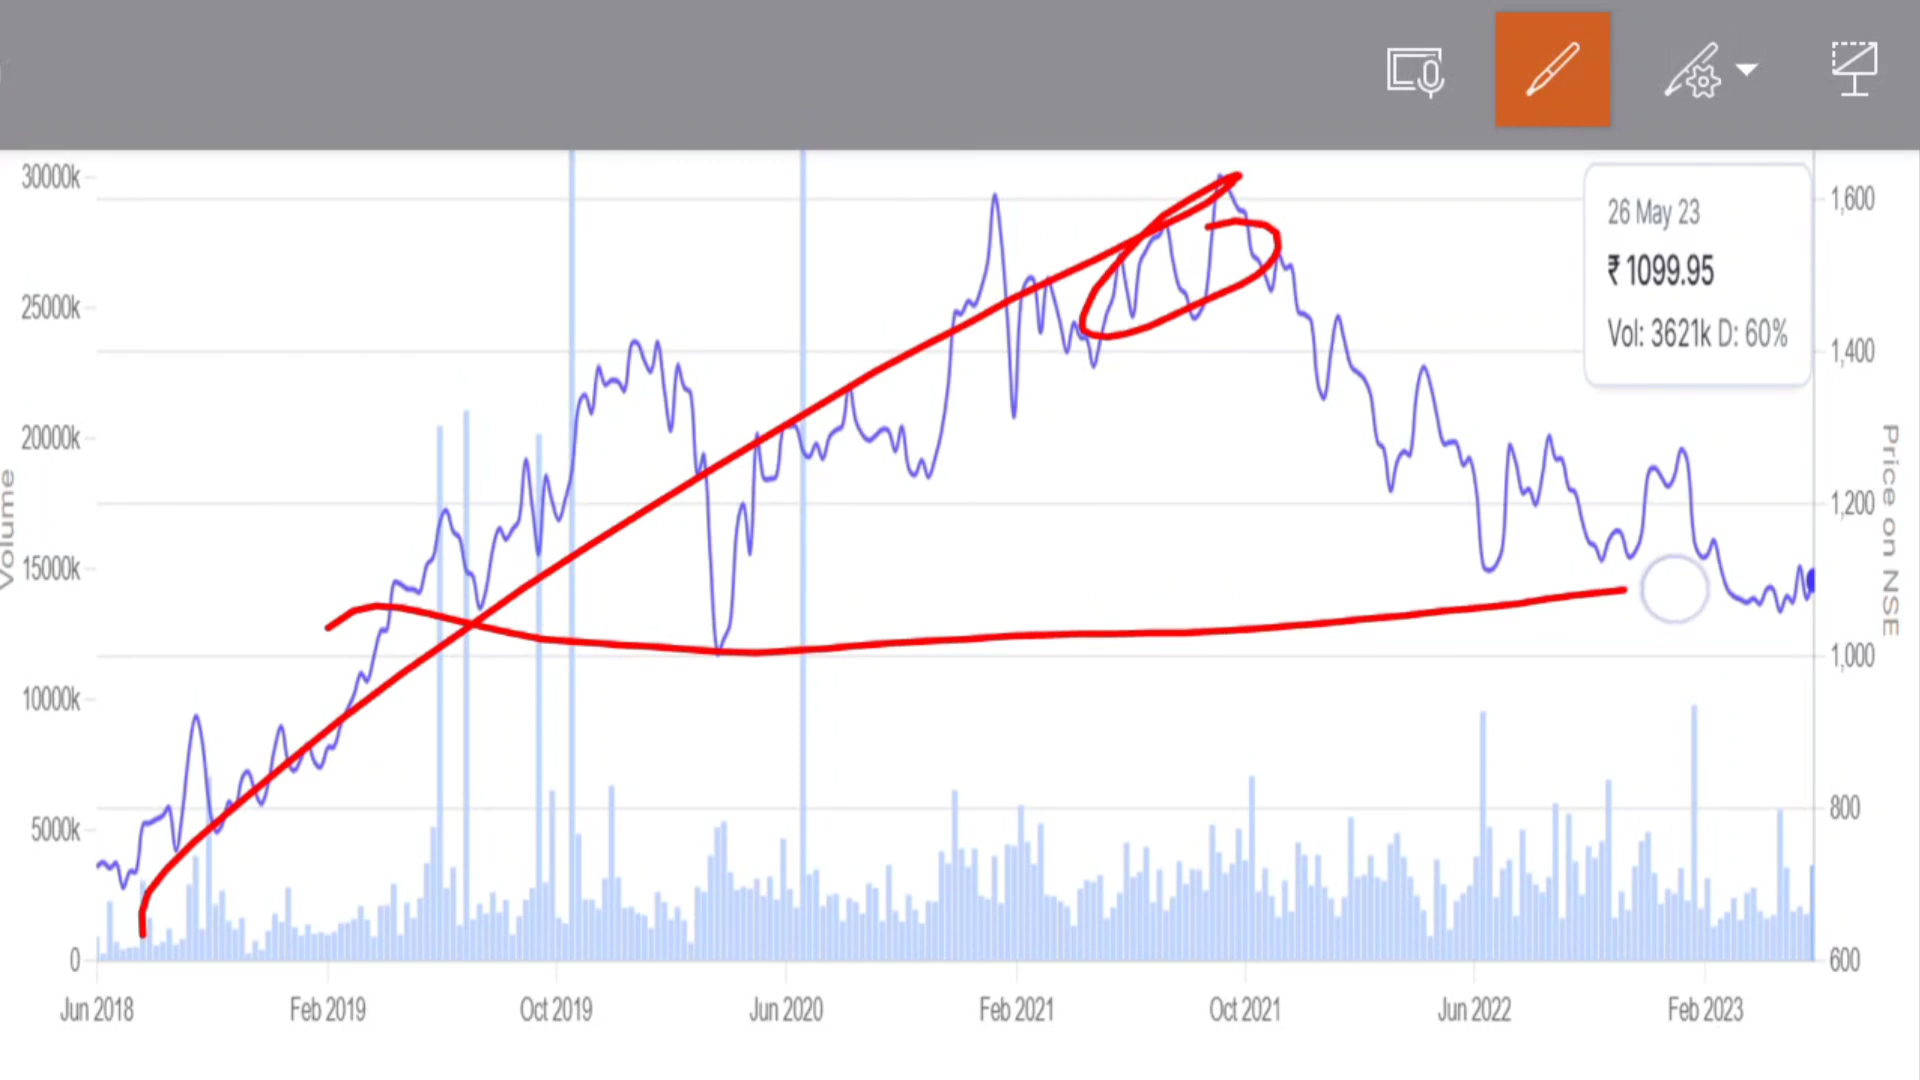 30000k
25000k
20000k
15000k
10000k
5000k
0
Volume
1,600
1,400
1,200
1,000
800
600
Price on NSE
26 May 23
₹ 1099.95
Vol: 3621k D: 60%
Jun 2018 Feb 2019 Oct 2019 Jun 2020 Feb 2021 Oct 2021 Jun 2022 Feb 2023